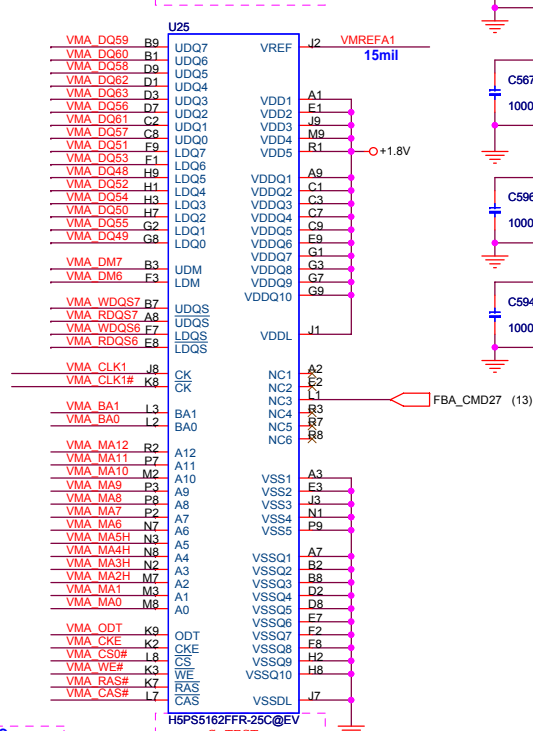 U25
VMA_DQ59 B9 UDQ7 VREF J2 VMREFA1
15mil
VMA_DQ60 B1 UDQ6
VMA_DQ58 D9 UDQ5
VMA_DQ62 D1 UDQ4
VMA_DQ63 D3 UDQ3 VDD1 A1
VMA_DQ56 D7 UDQ2 VDD2 E1
VMA_DQ61 C2 UDQ1 VDD3 J9
VMA_DQ57 C8 UDQ0 VDD4 M9
VMA_DQ51 F9 LDQ7 VDD5 R1 +1.8V
VMA_DQ53 F1 LDQ6
VMA_DQ48 H9 LDQ5 VDDQ1 A9
VMA_DQ52 H1 LDQ4 VDDQ2 C1
VMA_DQ54 H3 LDQ3 VDDQ3 C3
VMA_DQ50 H7 LDQ2 VDDQ4 C7
VMA_DQ55 G2 LDQ1 VDDQ5 C9
VMA_DQ49 G8 LDQ0 VDDQ6 E9
VDDQ7 G1
VMA_DM7 B3 UDM VDDQ8 G3
VMA_DM6 F3 LDM VDDQ9 G7
VDDQ10 G9
VMA_WDQS7 B7 UDQS
VMA_RDQS7 A8 UDQS
VMA_WDQS6 F7 LDQS VDDL J1
VMA_RDQS6 E8 LDQS
VMA_CLK1 J8 CK NC1 A2
VMA_CLK1# K8 CK NC2 E2
NC3 L1 FBA_CMD27 (13)
VMA_BA1 L3 BA1 NC4 R3
VMA_BA0 L2 BA0 NC5 R7
NC6 R8
VMA_MA12 R2 A12
VMA_MA11 P7 A11
VMA_MA10 M2 A10 VSS1 A3
VMA_MA9 P3 A9 VSS2 E3
VMA_MA8 P8 A8 VSS3 J3
VMA_MA7 P2 A7 VSS4 N1
VMA_MA6 N7 A6 VSS5 P9
VMA_MA5H N3 A5
VMA_MA4H N8 A4 VSSQ1 A7
VMA_MA3H N2 A3 VSSQ2 B2
VMA_MA2H M7 A2 VSSQ3 B8
VMA_MA1 M3 A1 VSSQ4 D2
VMA_MA0 M8 A0 VSSQ5 D8
VSSQ6 E7
VMA_ODT K9 ODT VSSQ7 F2
VMA_CKE K2 CKE VSSQ8 F8
VMA_CS0# L8 CS VSSQ9 H2
VMA_WE# K3 WE VSSQ10 H8
VMA_RAS# K7 RAS
VMA_CAS# L7 CAS VSSDL J7
H5PS5162FFR-25C@EV
C567
1000
C596
1000
C594
1000